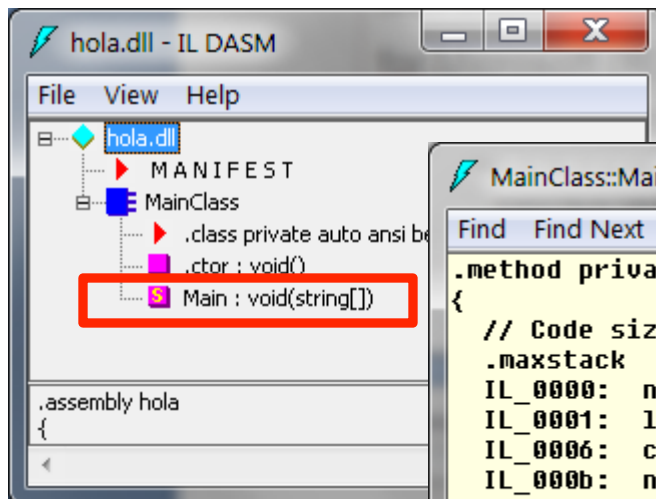 hola.dll - IL DASM
File View Help
hola.dll
MANIFEST
MainClass
.class private auto ansi be
.ctor : void()
S Main : void(string[])
.assembly hola
{
MainClass::Mai
Find Find Next
.method priva
{
// Code siz
.maxstack
IL_0000: n
IL_0001: l
IL_0006: c
IL_000b: n